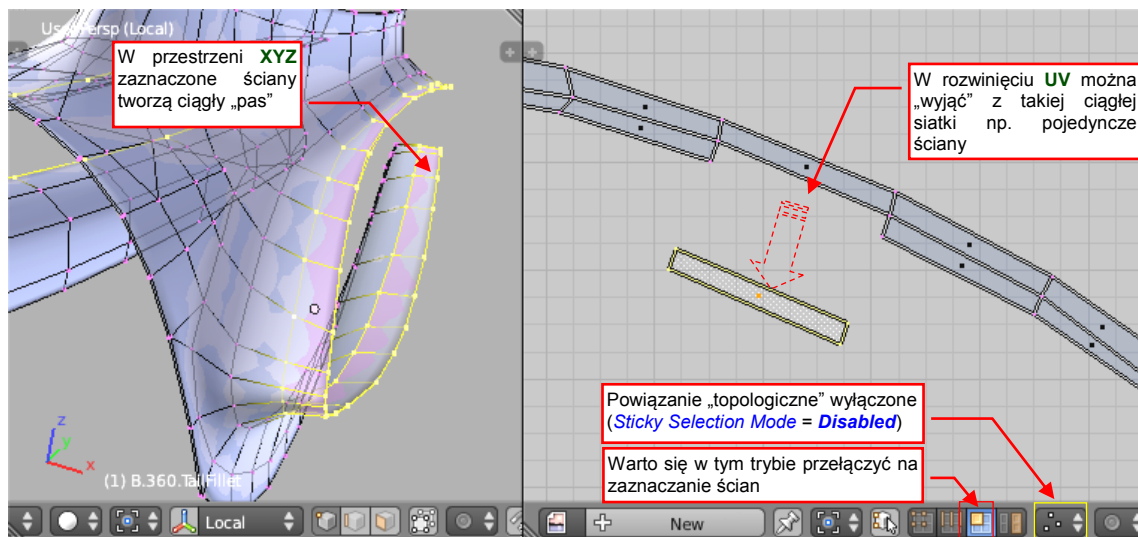 User Persp (Local)
W przestrzeni XYZ
zaznaczone ściany
tworzą ciągły „pas”
W rozwinięciu UV można
„wyjąć” z takiej ciągłej
siatki np. pojedyncze
ściany
Powiązanie „topologiczne” wyłączone
(Sticky Selection Mode = Disabled)
Warto się w tym trybie przełączyć na
zaznaczanie ścian
z
y
x
(1) B.360.TailFillet
Local
New